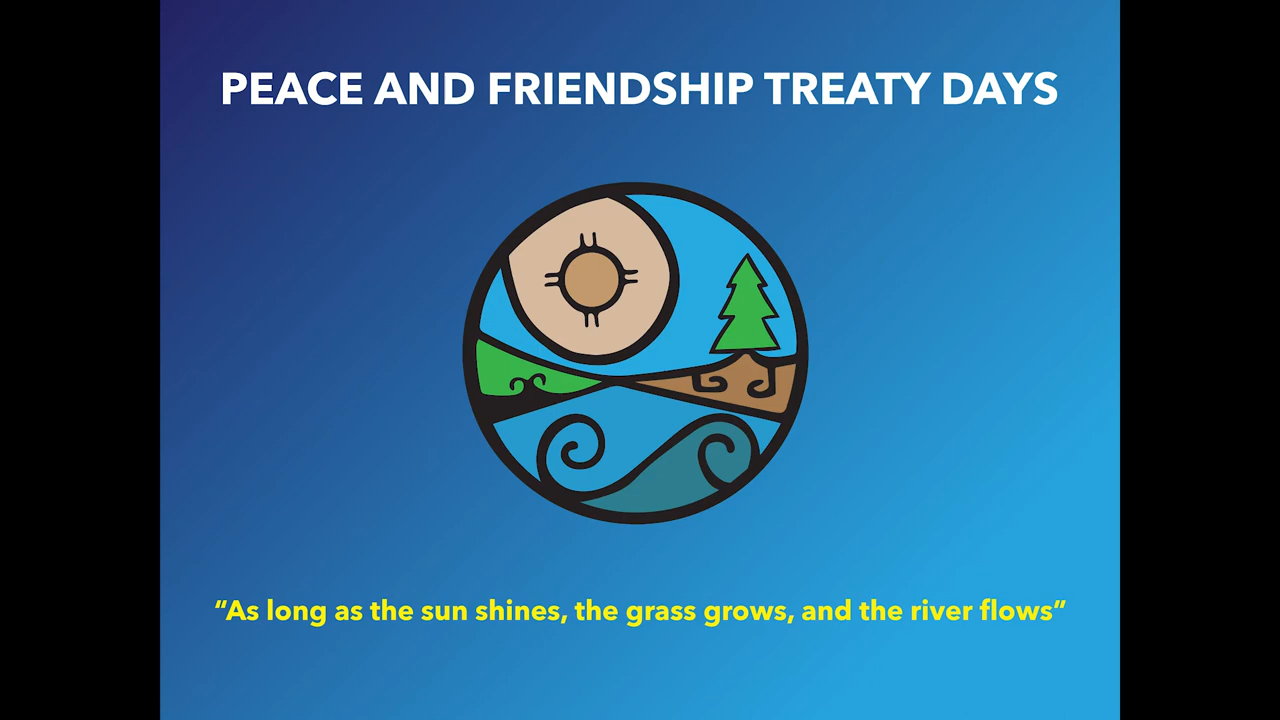 PEACE AND FRIENDSHIP TREATY DAYS
“As long as the sun shines, the grass grows, and the river flows”